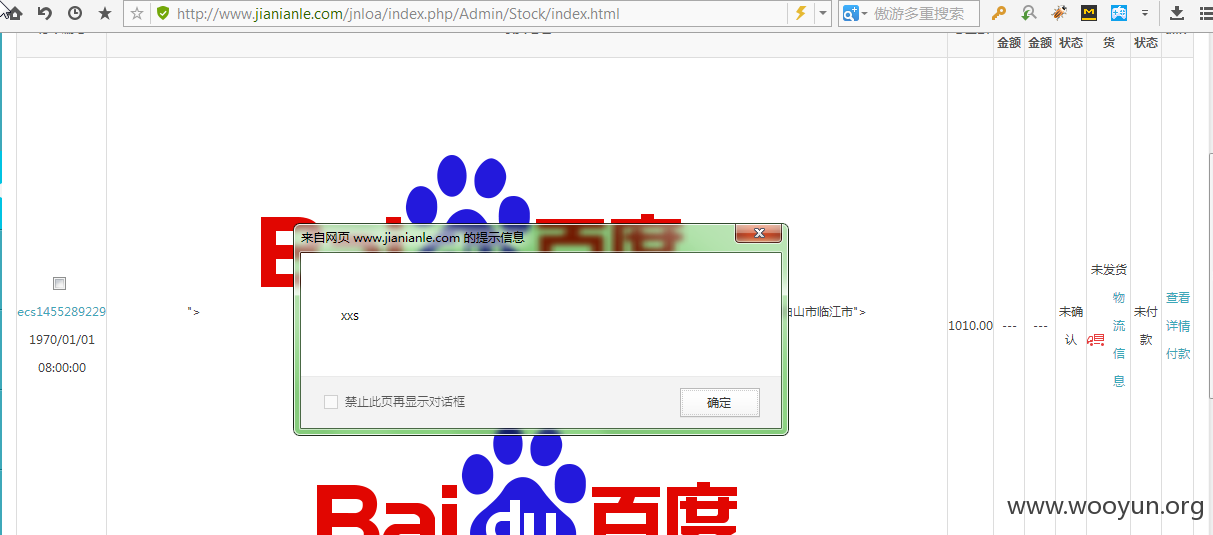 http://www.jianianle.com/jnloa/index.php/Admin/Stock/index.html
傲游多重搜索
金额
金额
状态
货
状态
Bai 百度
来自网页 www.jianianle.com 的提示信息
xxs
禁止此页再显示对话框
确定
ecs1455289229
1970/01/01
08:00:00
">
山市临江市">
1010.00
---
---
未确
认
未发货
物
流
信
息
未付
款
查看
详情
付款
Bai du 百度
www.wooyun.org